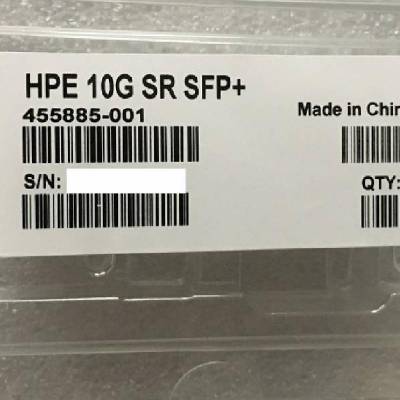 HPE 10G SR SFP+
455885-001
Made in Chin
S/N:
QTY: